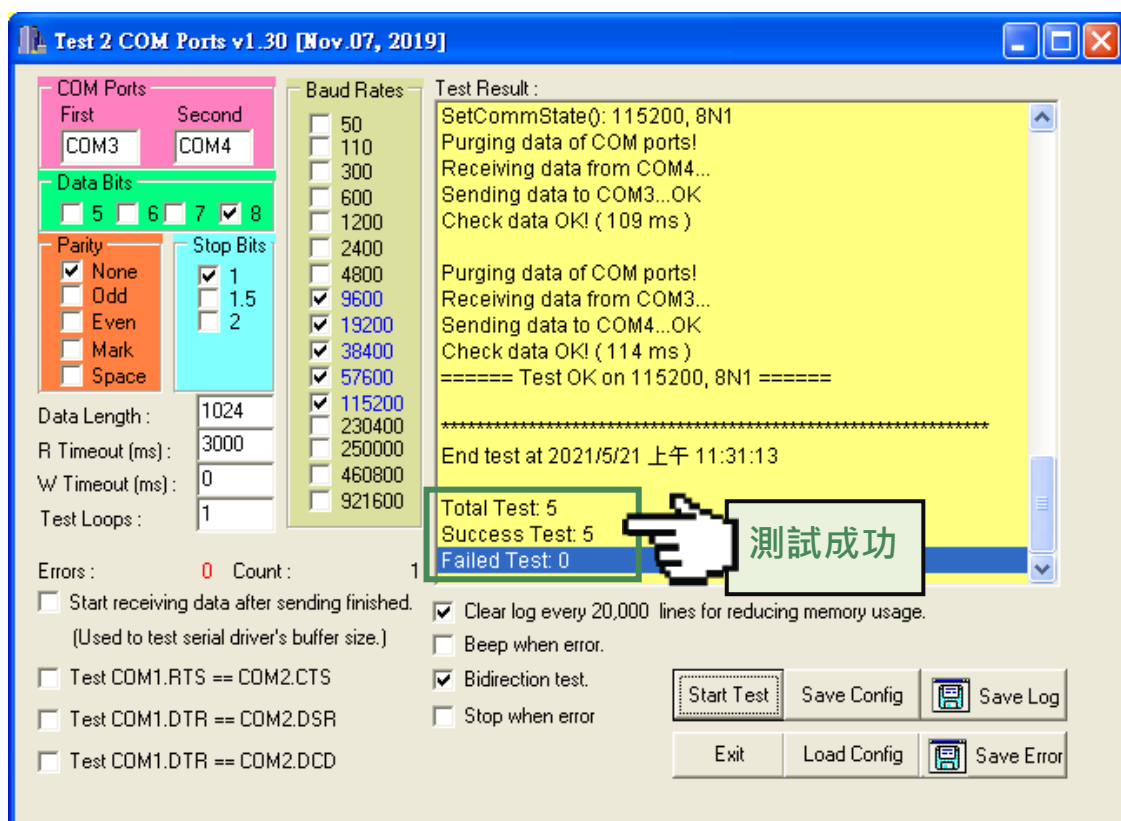 Test 2 COM Ports v1.30 [Nov.07, 2019]
COM Ports
First Second
COM3 COM4
Data Bits
5 6 7 8
Parity
None
Odd
Even
Mark
Space
Stop Bits
1
1.5
2
Data Length : 1024
R Timeout (ms) : 3000
W Timeout (ms) : 0
Test Loops : 1
Baud Rates
50
110
300
600
1200
2400
4800
9600
19200
38400
57600
115200
230400
250000
460800
921600
Test Result :
SetCommState(): 115200, 8N1
Purging data of COM ports!
Receiving data from COM4...
Sending data to COM3...OK
Check data OK! ( 109 ms )
Purging data of COM ports!
Receiving data from COM3...
Sending data to COM4...OK
Check data OK! ( 114 ms )
====== Test OK on 115200, 8N1 ======
******************************************************************************
End test at 2021/5/21 上午 11:31:13
Total Test: 5
Success Test: 5
Failed Test: 0
測試成功
Errors : 0 Count : 1
Start receiving data after sending finished.
(Used to test serial driver's buffer size.)
Test COM1.RTS == COM2.CTS
Test COM1.DTR == COM2.DSR
Test COM1.DTR == COM2.DCD
Clear log every 20,000 lines for reducing memory usage.
Beep when error.
Bidirection test.
Stop when error
Start Test Save Config Save Log
Exit Load Config Save Error